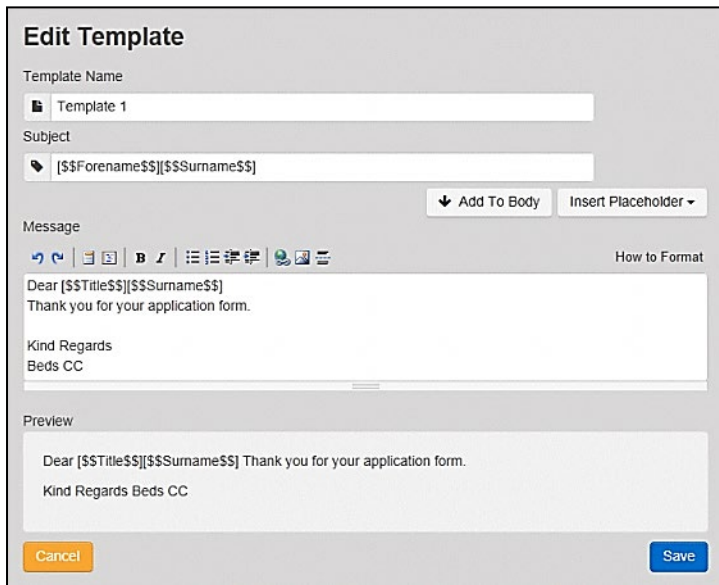 Edit Template
Template Name
Template 1
Subject
[$$Forename$$][$$Surname$$]
Add To Body Insert Placeholder
Message
B I How to Format
Dear [$$Title$$][$$Surname$$]
Thank you for your application form.
Kind Regards
Beds CC
Preview
Dear [$$Title$$][$$Surname$$] Thank you for your application form.
Kind Regards Beds CC
Cancel Save